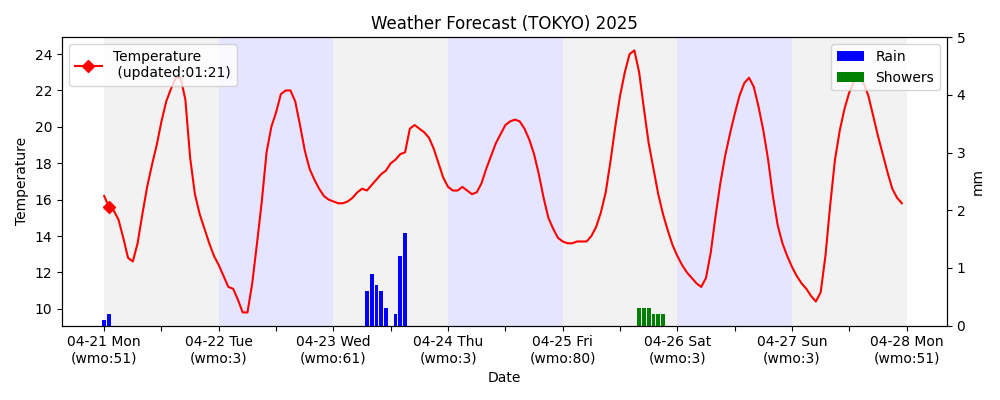 Weather Forecast (TOKYO) 2025
Temperature
(updated:01:21)
Rain
Showers
Temperature
24
22
20
18
16
14
12
10
5
4
3
2
1
0
mm
04-21 Mon
(wmo:51)
04-22 Tue
(wmo:3)
04-23 Wed
(wmo:61)
04-24 Thu
(wmo:3)
04-25 Fri
(wmo:80)
04-26 Sat
(wmo:3)
04-27 Sun
(wmo:3)
04-28 Mon
(wmo:51)
Date